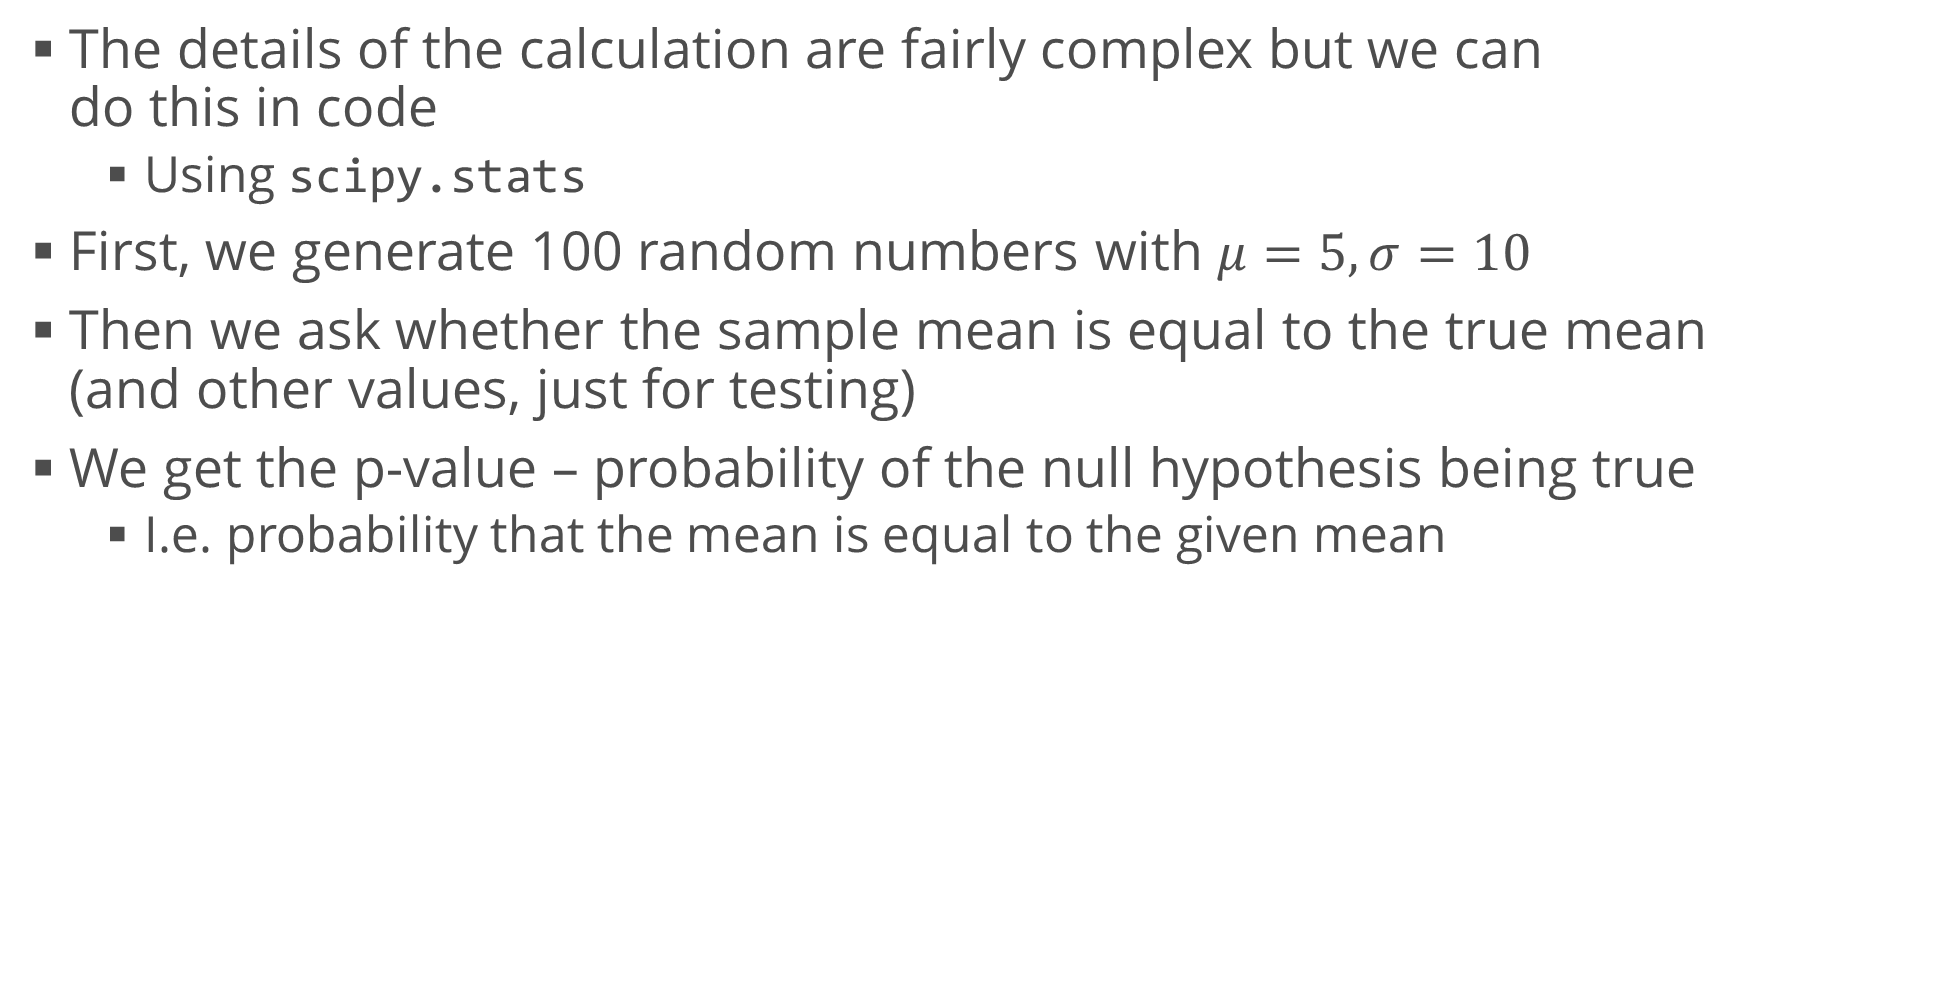 ▪ The details of the calculation are fairly complex but we can
do this in code
▪ Using scipy.stats
▪ First, we generate 100 random numbers with μ = 5, σ = 10
▪ Then we ask whether the sample mean is equal to the true mean
(and other values, just for testing)
▪ We get the p-value – probability of the null hypothesis being true
▪ I.e. probability that the mean is equal to the given mean